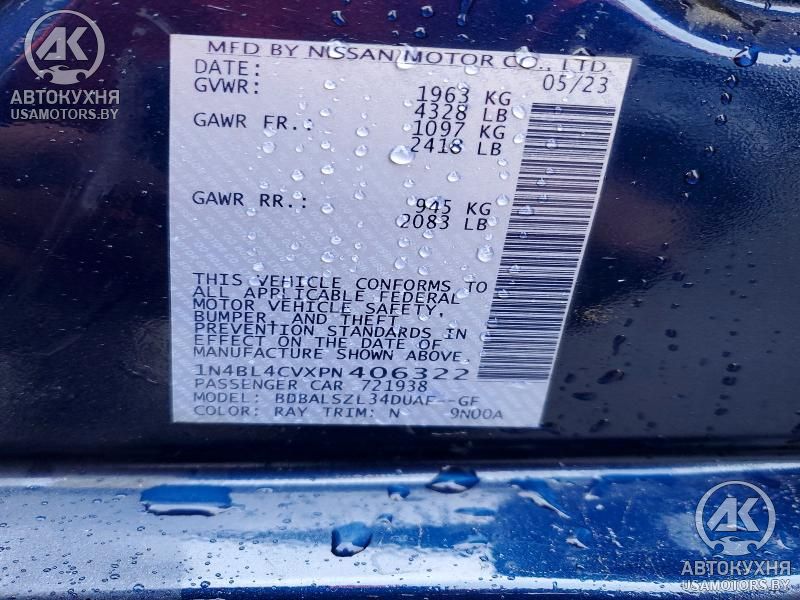 AK
АВТОКУХНЯ
USAMOTORS.BY
MFD BY NISSAN MOTOR CO., LTD.
DATE: 05/23
GVWR: 1963 KG
4328 LB
GAWR FR.: 1097 KG
2418 LB
GAWR RR.: 945 KG
2083 LB
THIS VEHICLE CONFORMS TO
ALL APPLICABLE FEDERAL
MOTOR VEHICLE SAFETY,
BUMPER, AND THEFT
PREVENTION STANDARDS IN
EFFECT ON THE DATE OF
MANUFACTURE SHOWN ABOVE.
1N4BL4CVXPN406322
PASSENGER CAR 721938
MODEL: BDBALSZL34DUAF--GF
COLOR: RAY TRIM: N 9N00A
AK
АВТОКУХНЯ
USAMOTORS.BY